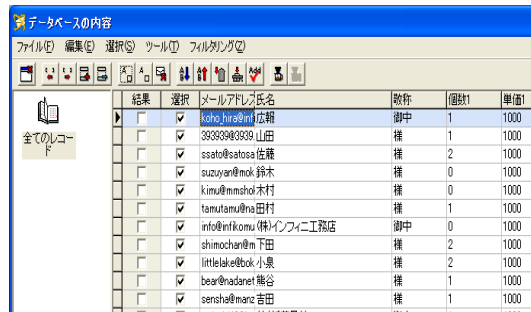 データベースの内容
ファイル(F) 編集(E) 選択(S) ツール(T) フィルタリング(Z)
全てのレコード
結果 選択 メールアドレス 氏名 敬称 個数1 単価1
koho_hira@inf 広報 御中 1 1000
393939@3939. 山田 様 1 1000
ssato@satosa 佐藤 様 2 1000
suzuyan@mok 鈴木 様 0 1000
kimu@mmshol 木村 様 0 1000
tamutamu@na 田村 様 1 1000
info@infikomu (株)インフィニ工務店 御中 0 1000
shimochan@m 下田 様 2 1000
littlelake@bok 小泉 様 2 1000
bear@nadanet 熊谷 様 1 1000
sensha@manz 吉田 様 1 1000